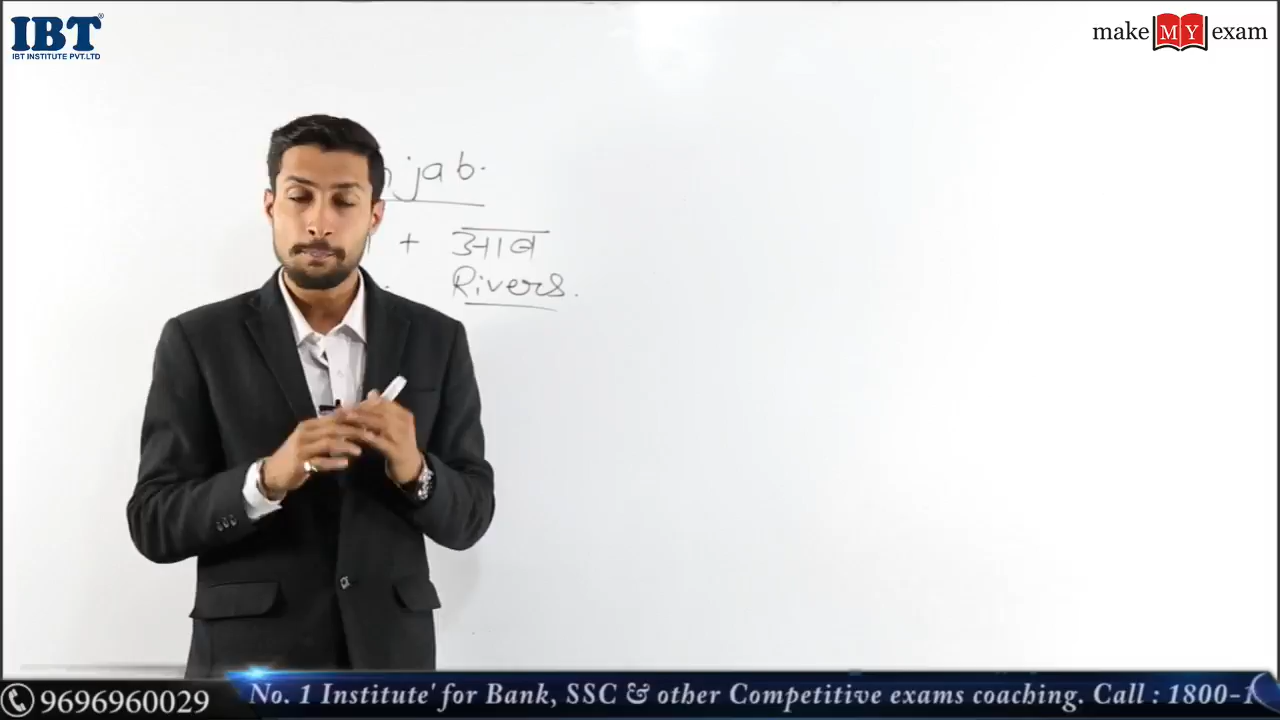 IBT®
IBT INSTITUTE PVT.LTD
make MY exam
jab.
+ आब
Rivers.
9696960029
No. 1 Institute' for Bank, SSC & other Competitive exams coaching. Call : 1800-1